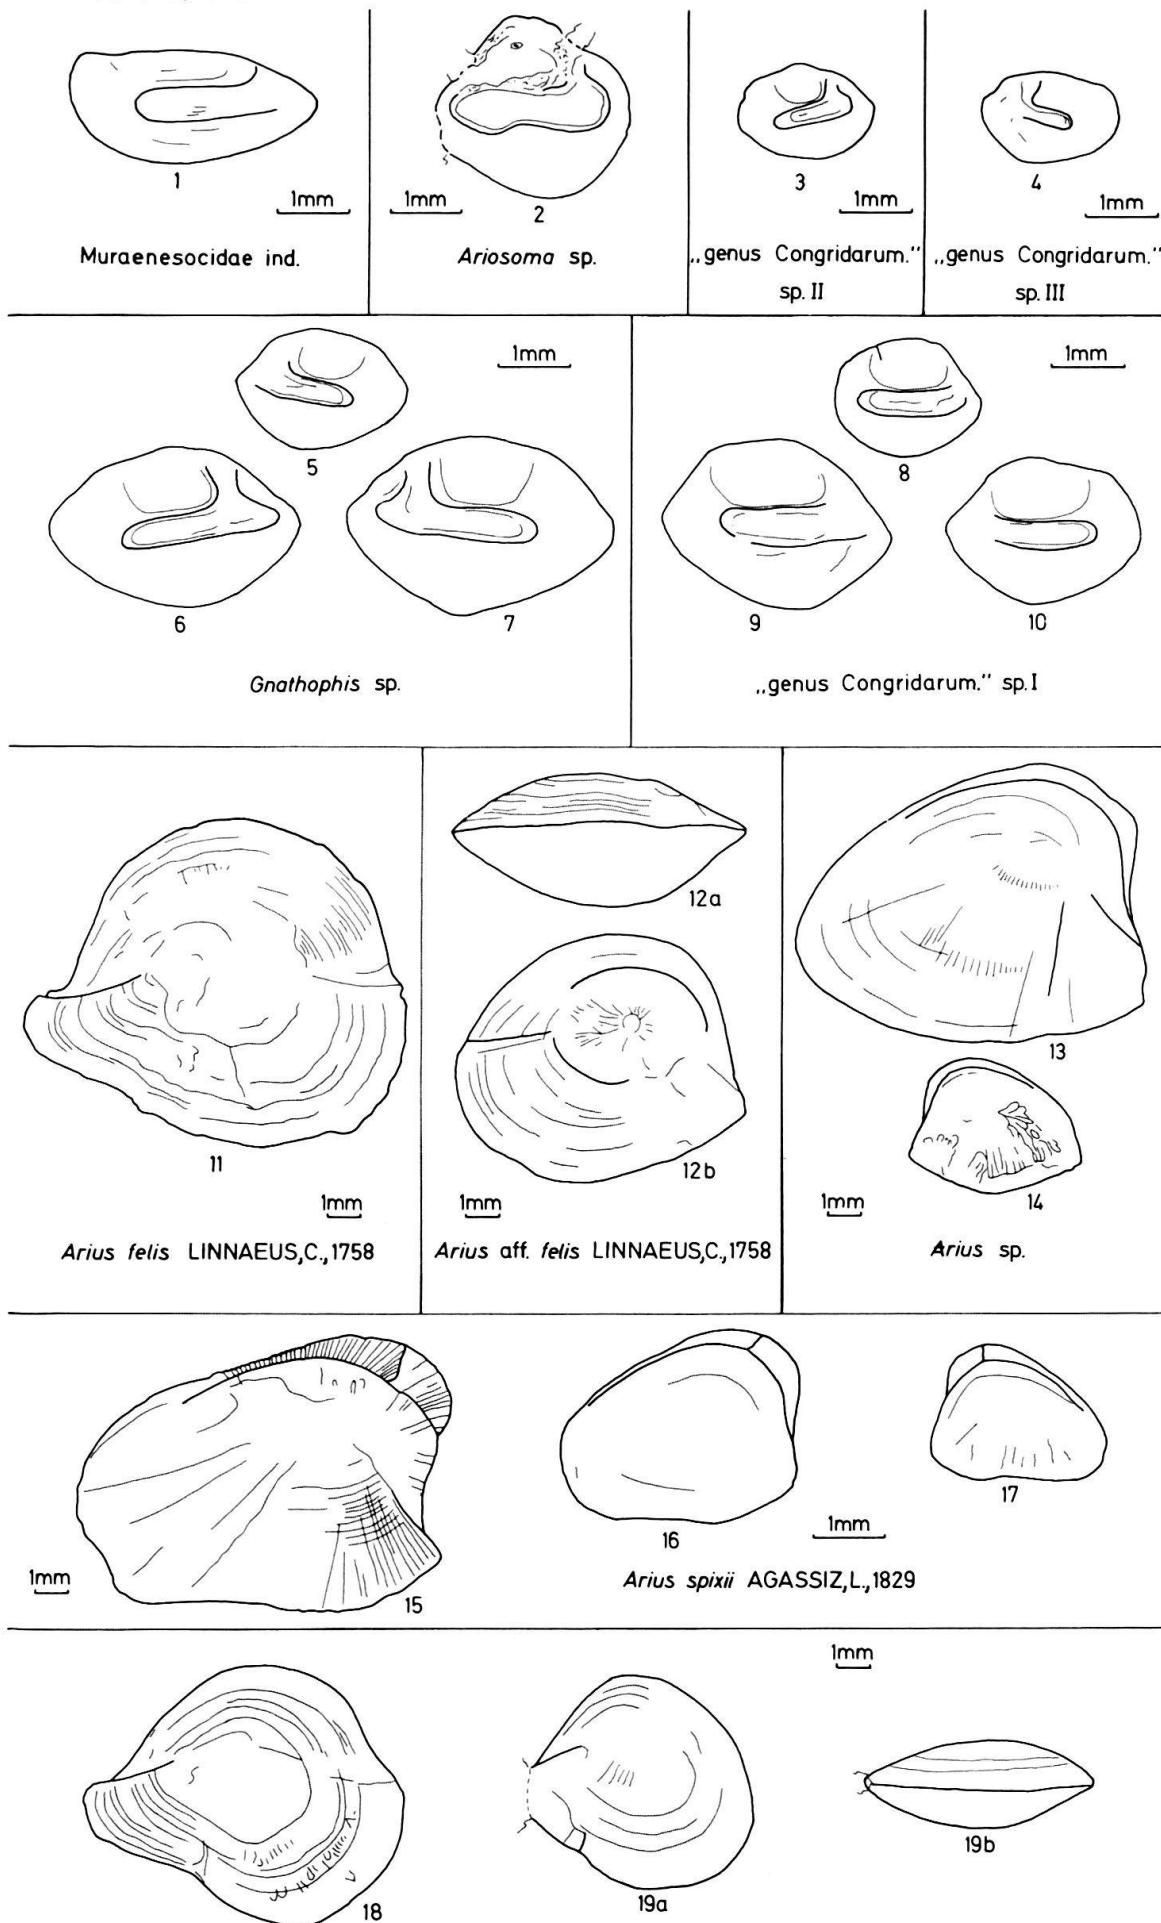 1
2
3
4
1mm
1mm
1mm
1mm
Muraenesocidae ind.
Ariosoma sp.
„genus Congridarum."
sp. II
„genus Congridarum."
sp. III
1mm
1mm
5
8
6
7
9
10
Gnathophis sp.
„genus Congridarum." sp. I
12a
13
11
12b
14
1mm
1mm
1mm
Arius felis LINNAEUS,C.,1758
Arius aff. felis LINNAEUS,C.,1758
Arius sp.
17
16
1mm
1mm
15
Arius spixii AGASSIZ,L.,1829
1mm
19b
19a
18